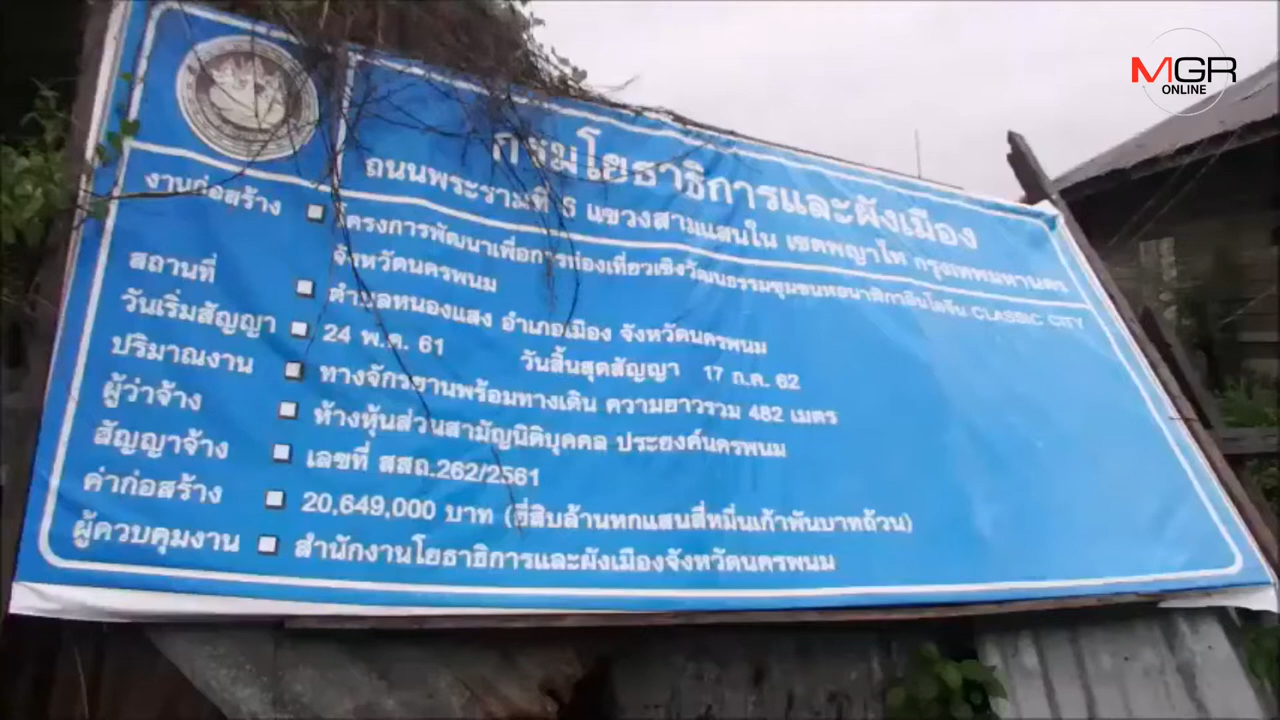 MGR
ONLINE
กรมโยธาธิการและผังเมือง
ถนนพระรามที่ 6 แขวงสามเสนใน เขตพญาไท กรุงเทพมหานคร
งานก่อสร้าง โครงการพัฒนาเพื่อการท่องเที่ยวเชิงวัฒนธรรมชุมชนหอนาฬิกาอินโดจีน CLASSIC CITY
จังหวัดนครพนม
สถานที่ ตำบลหนองแสง อำเภอเมือง จังหวัดนครพนม
วันเริ่มสัญญา 24 พ.ค. 61 วันสิ้นสุดสัญญา 17 ก.ค. 62
ปริมาณงาน ทางจักรยานพร้อมทางเดิน ความยาวรวม 482 เมตร
ผู้ว่าจ้าง ห้างหุ้นส่วนสามัญนิติบุคคล ประยงค์นครพนม
สัญญาจ้าง เลขที่ สสถ.262/2561
ค่าก่อสร้าง 20,649,000 บาท (ยี่สิบล้านหกแสนสี่หมื่นเก้าพันบาทถ้วน)
ผู้ควบคุมงาน สำนักงานโยธาธิการและผังเมืองจังหวัดนครพนม